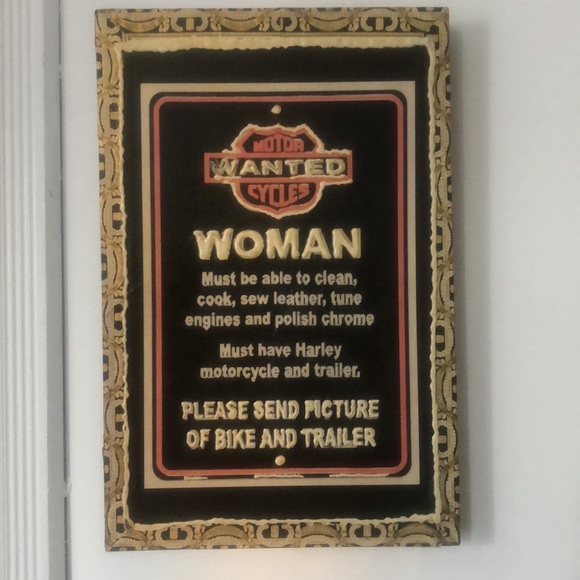 MOTOR
WANTED
CYCLES
WOMAN
Must be able to clean,
cook, sew leather, tune
engines and polish chrome
Must have Harley
motorcycle and trailer,
PLEASE SEND PICTURE
OF BIKE AND TRAILER